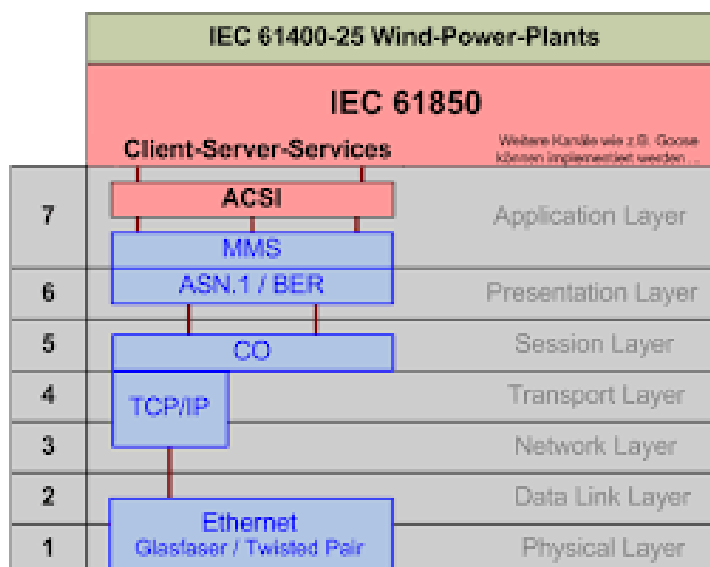 IEC 61400-25 Wind-Power-Plants
IEC 61850
Client-Server-Services
Weitere Kanäle wie z.B. Goose
können implementiert werden ...
7
ACSI
MMS
Application Layer
6
ASN.1 / BER
Presentation Layer
5
CO
Session Layer
4
TCP/IP
Transport Layer
3
Network Layer
2
Data Link Layer
Ethernet
1
Glasfaser / Twisted Pair
Physical Layer